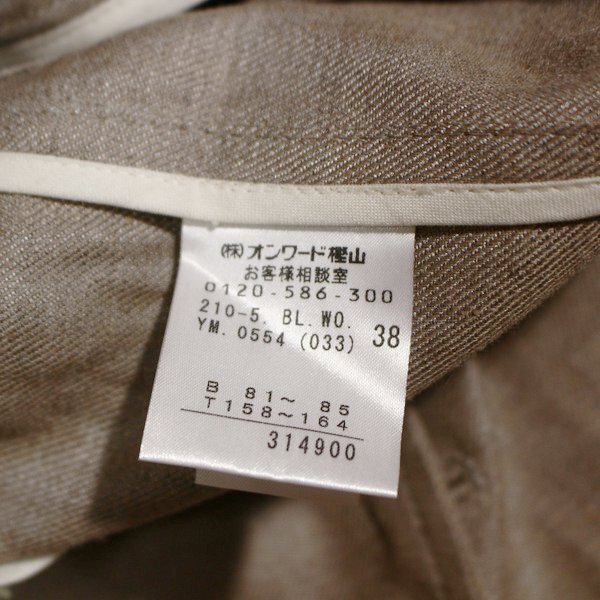 (株)オンワード樫山
お客様相談室
0120-586-300
210-5. BL. WO.
YM. 0554 (033) 38
B 81～ 85
T 158～164
314900